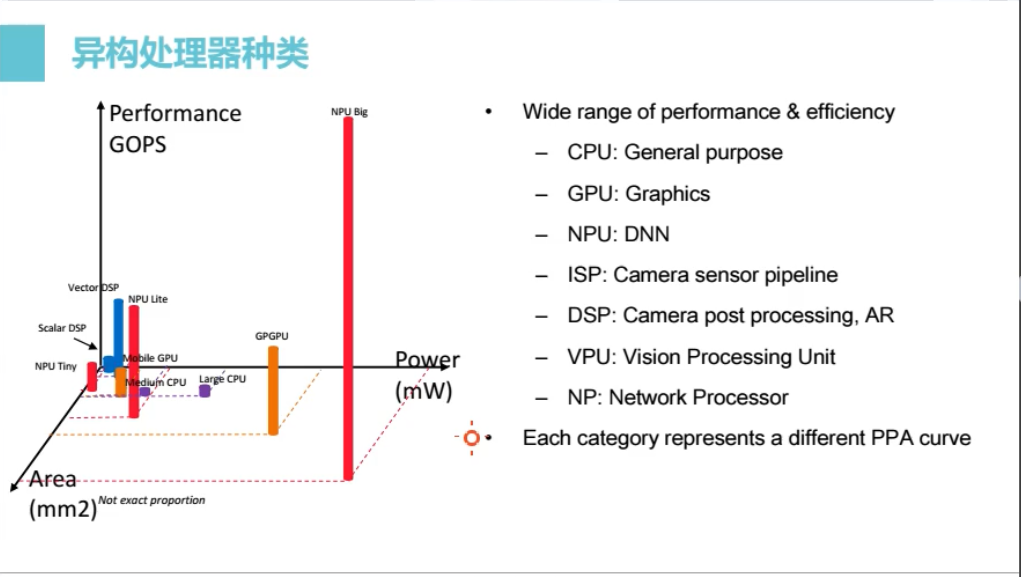 异构处理器种类
Performance
GOPS
NPU Big
Vector DSP
NPU Lite
Scalar DSP
GPGPU
Mobile GPU
NPU Tiny
Medium CPU
Large CPU
Power
(mW)
Area
(mm2)
Not exact proportion
• Wide range of performance & efficiency
– CPU: General purpose
– GPU: Graphics
– NPU: DNN
– ISP: Camera sensor pipeline
– DSP: Camera post processing, AR
– VPU: Vision Processing Unit
– NP: Network Processor
• Each category represents a different PPA curve